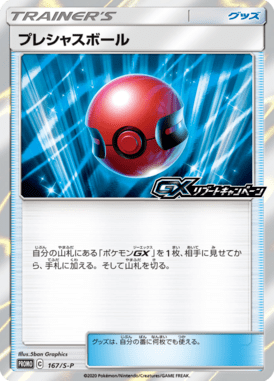 TRAINER'S
グッズ
プレシャスボール
GXリブートキャンペーン
自分の山札にある「ポケモンGX」を1枚、相手に見せてか
ら、手札に加える。そして山札を切る。
Illus. 5ban Graphics
PROMO C 167/S-P
グッズは、自分の番に何枚でも使える。
©2020 Pokémon/Nintendo/Creatures/GAME FREAK.